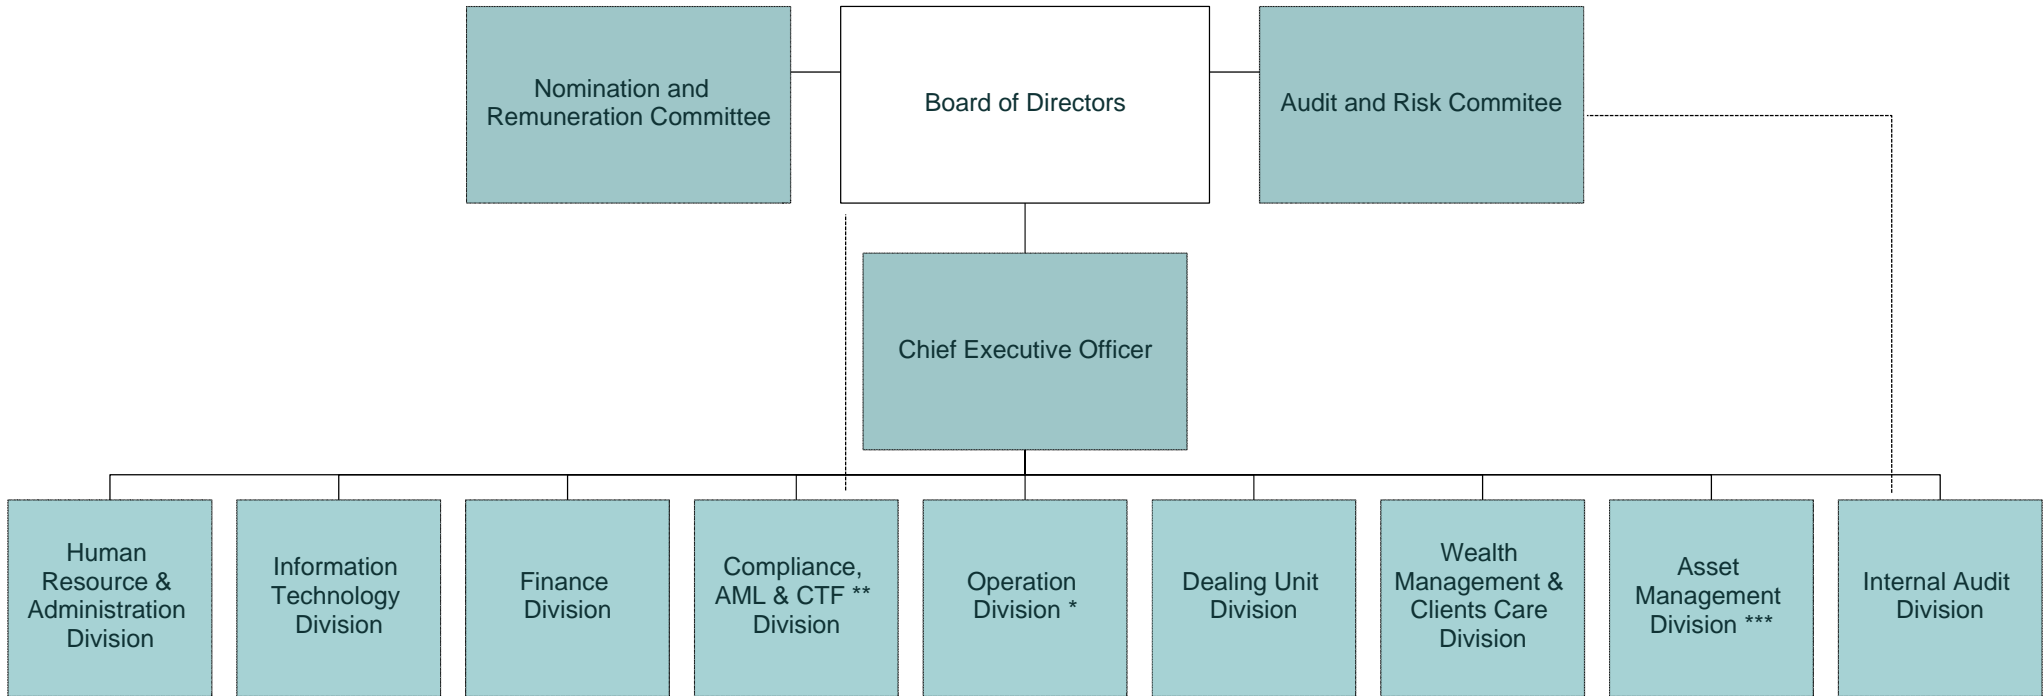 Nomination and
Remuneration Committee
Board of Directors
Audit and Risk Commitee
Chief Executive Officer
Human
Resource &
Administration
Division
Information
Technology
Division
Finance
Division
Compliance,
AML & CTF **
Division
Operation
Division *
Dealing Unit
Division
Wealth
Management &
Clients Care
Division
Asset
Management
Division ***
Internal Audit
Division